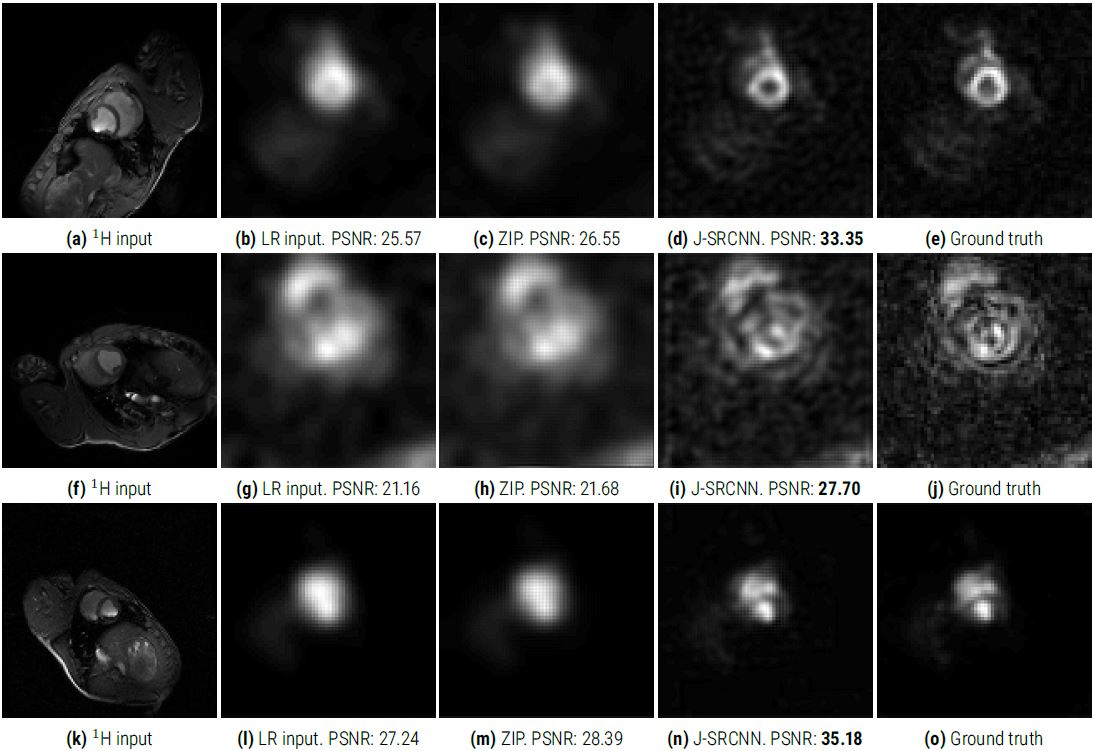 (a) ¹H input (b) LR input. PSNR: 25.57 (c) ZIP. PSNR: 26.55 (d) J-SRCNN. PSNR: 33.35 (e) Ground truth
(f) ¹H input (g) LR input. PSNR: 21.16 (h) ZIP. PSNR: 21.68 (i) J-SRCNN. PSNR: 27.70 (j) Ground truth
(k) ¹H input (l) LR input. PSNR: 27.24 (m) ZIP. PSNR: 28.39 (n) J-SRCNN. PSNR: 35.18 (o) Ground truth